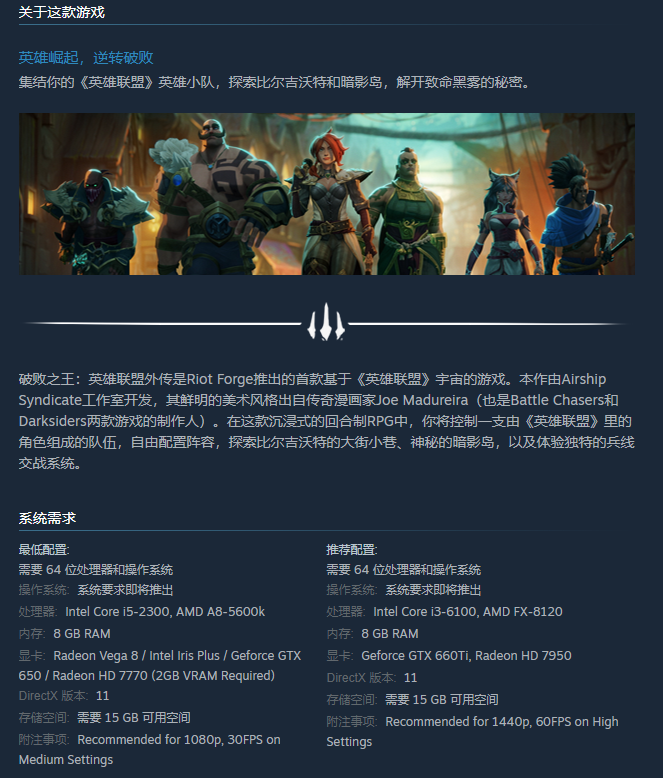 关于这款游戏
英雄崛起，逆转破败
集结你的《英雄联盟》英雄小队，探索比尔吉沃特和暗影岛，解开致命黑雾的秘密。
破败之王：英雄联盟外传是Riot Forge推出的首款基于《英雄联盟》宇宙的游戏。本作由Airship
Syndicate工作室开发，其鲜明的美术风格出自传奇漫画家Joe Madureira（也是Battle Chasers和
Darksiders两款游戏的制作人）。在这款沉浸式的回合制RPG中，你将控制一支由《英雄联盟》里的
角色组成的队伍，自由配置阵容，探索比尔吉沃特的大街小巷、神秘的暗影岛，以及体验独特的兵线
交战系统。
系统需求
最低配置:
需要 64 位处理器和操作系统
操作系统: 系统要求即将推出
处理器: Intel Core i5-2300, AMD A8-5600k
内存: 8 GB RAM
显卡: Radeon Vega 8 / Intel Iris Plus / Geforce GTX
650 / Radeon HD 7770 (2GB VRAM Required)
DirectX 版本: 11
存储空间: 需要 15 GB 可用空间
附注事项: Recommended for 1080p, 30FPS on
Medium Settings
推荐配置:
需要 64 位处理器和操作系统
操作系统: 系统要求即将推出
处理器: Intel Core i3-6100, AMD FX-8120
内存: 8 GB RAM
显卡: Geforce GTX 660Ti, Radeon HD 7950
DirectX 版本: 11
存储空间: 需要 15 GB 可用空间
附注事项: Recommended for 1440p, 60FPS on High
Settings